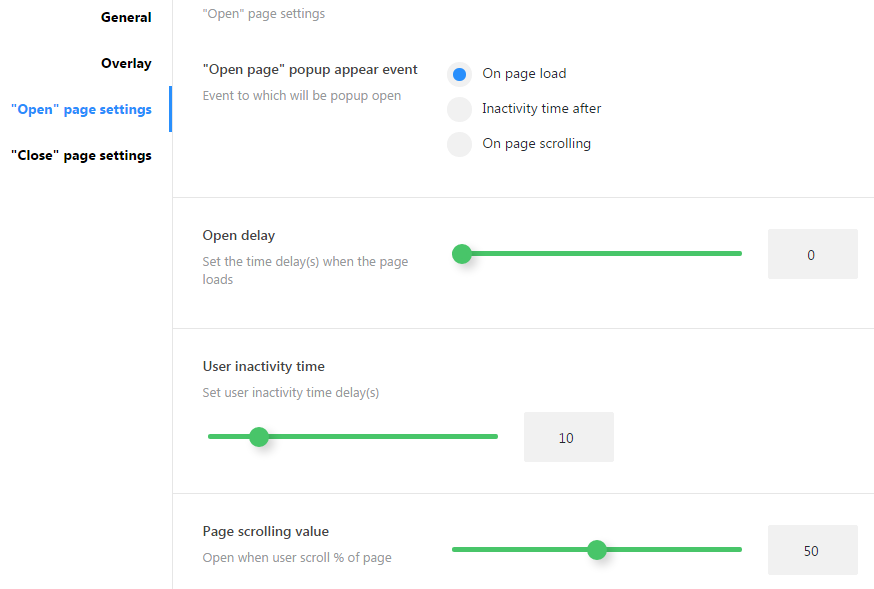 General
Overlay
"Open" page settings
"Close" page settings
"Open" page settings
"Open page" popup appear event
Event to which will be popup open
On page load
Inactivity time after
On page scrolling
Open delay
Set the time delay(s) when the page
loads
0
User inactivity time
Set user inactivity time delay(s)
10
Page scrolling value
Open when user scroll % of page
50